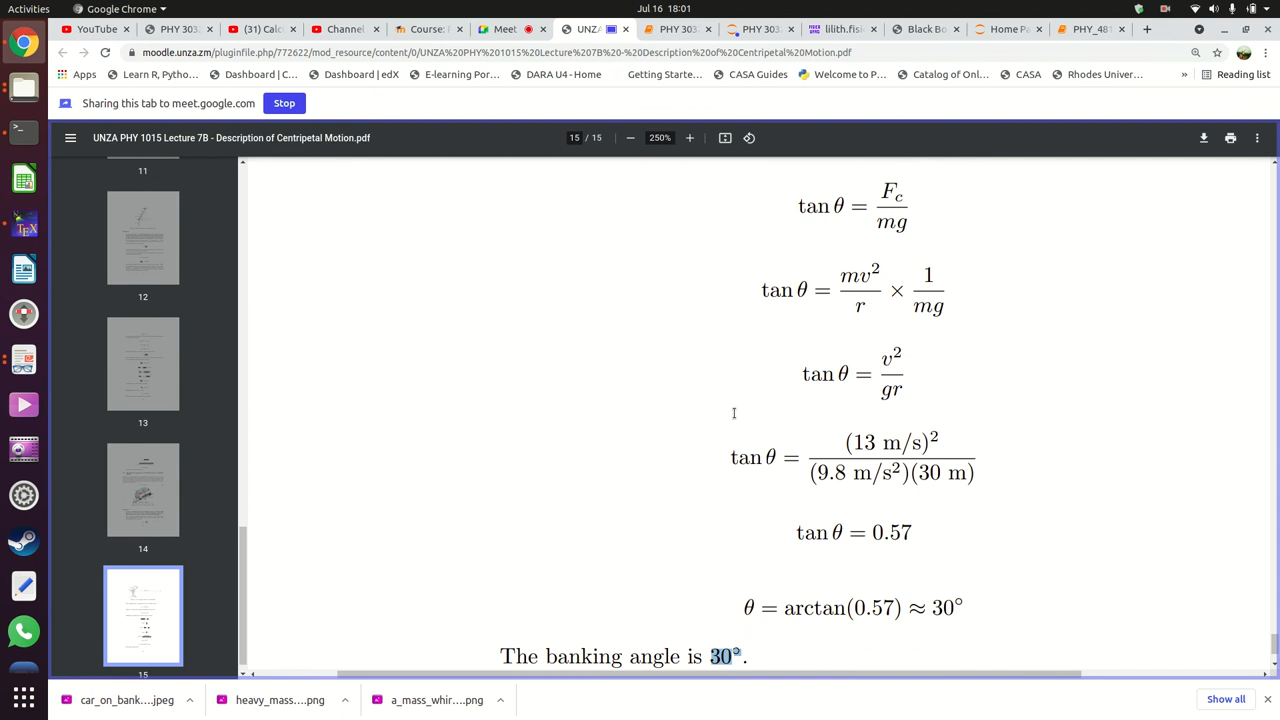 Activities
Google Chrome
Jul 16 18:01
YouTube
(31) Calc
Channel
Course:
Meet
UNZ
PHY 303
PHY 303
lilith.fisi
Black Bo
Home Pa
PHY_481
moodle.unza.zm/pluginfile.php/772622/mod_resource/content/0/UNZA%20PHY%201015%20Lecture%207B%20-%20Description%20of%20Centripetal%20Motion.pdf
Apps
Learn R, Pytho...
Dashboard | C...
Dashboard | edX
E-learning Por...
DARA U4 - Home
Getting Starte...
CASA Guides
Welcome to P...
Catalog of Onl...
CASA
Rhodes Univer...
»
Reading list
Sharing this tab to meet.google.com
Stop
UNZA PHY 1015 Lecture 7B - Description of Centripetal Motion.pdf
15 / 15
250%
11
12
13
14
15
tan θ = F_c / mg
tan θ = mv² / r × 1 / mg
tan θ = v² / gr
tan θ = (13 m/s)² / (9.8 m/s²)(30 m)
tan θ = 0.57
θ = arctan(0.57) ≈ 30°
The banking angle is 30°.
car_on_bank....jpeg
heavy_mass....png
a_mass_whir....png
Show all